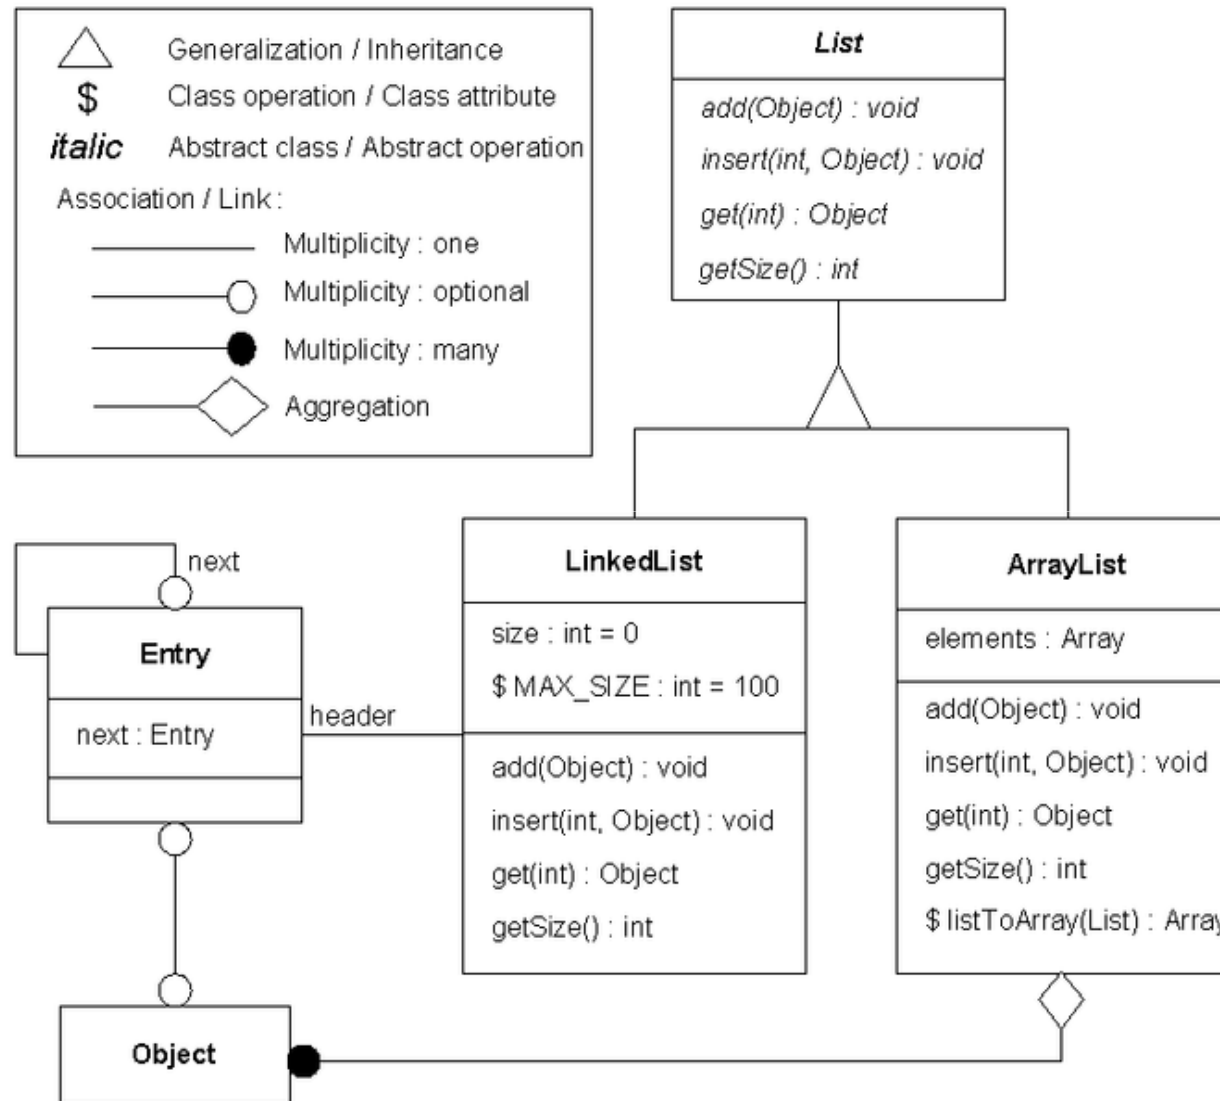 Generalization / Inheritance
$ Class operation / Class attribute
italic Abstract class / Abstract operation
Association / Link :
Multiplicity : one
Multiplicity : optional
Multiplicity : many
Aggregation
List
add(Object) : void
insert(int, Object) : void
get(int) : Object
getSize() : int
next
Entry
next : Entry
header
LinkedList
size : int = 0
$ MAX_SIZE : int = 100
add(Object) : void
insert(int, Object) : void
get(int) : Object
getSize() : int
ArrayList
elements : Array
add(Object) : void
insert(int, Object) : void
get(int) : Object
getSize() : int
$ listToArray(List) : Array
Object